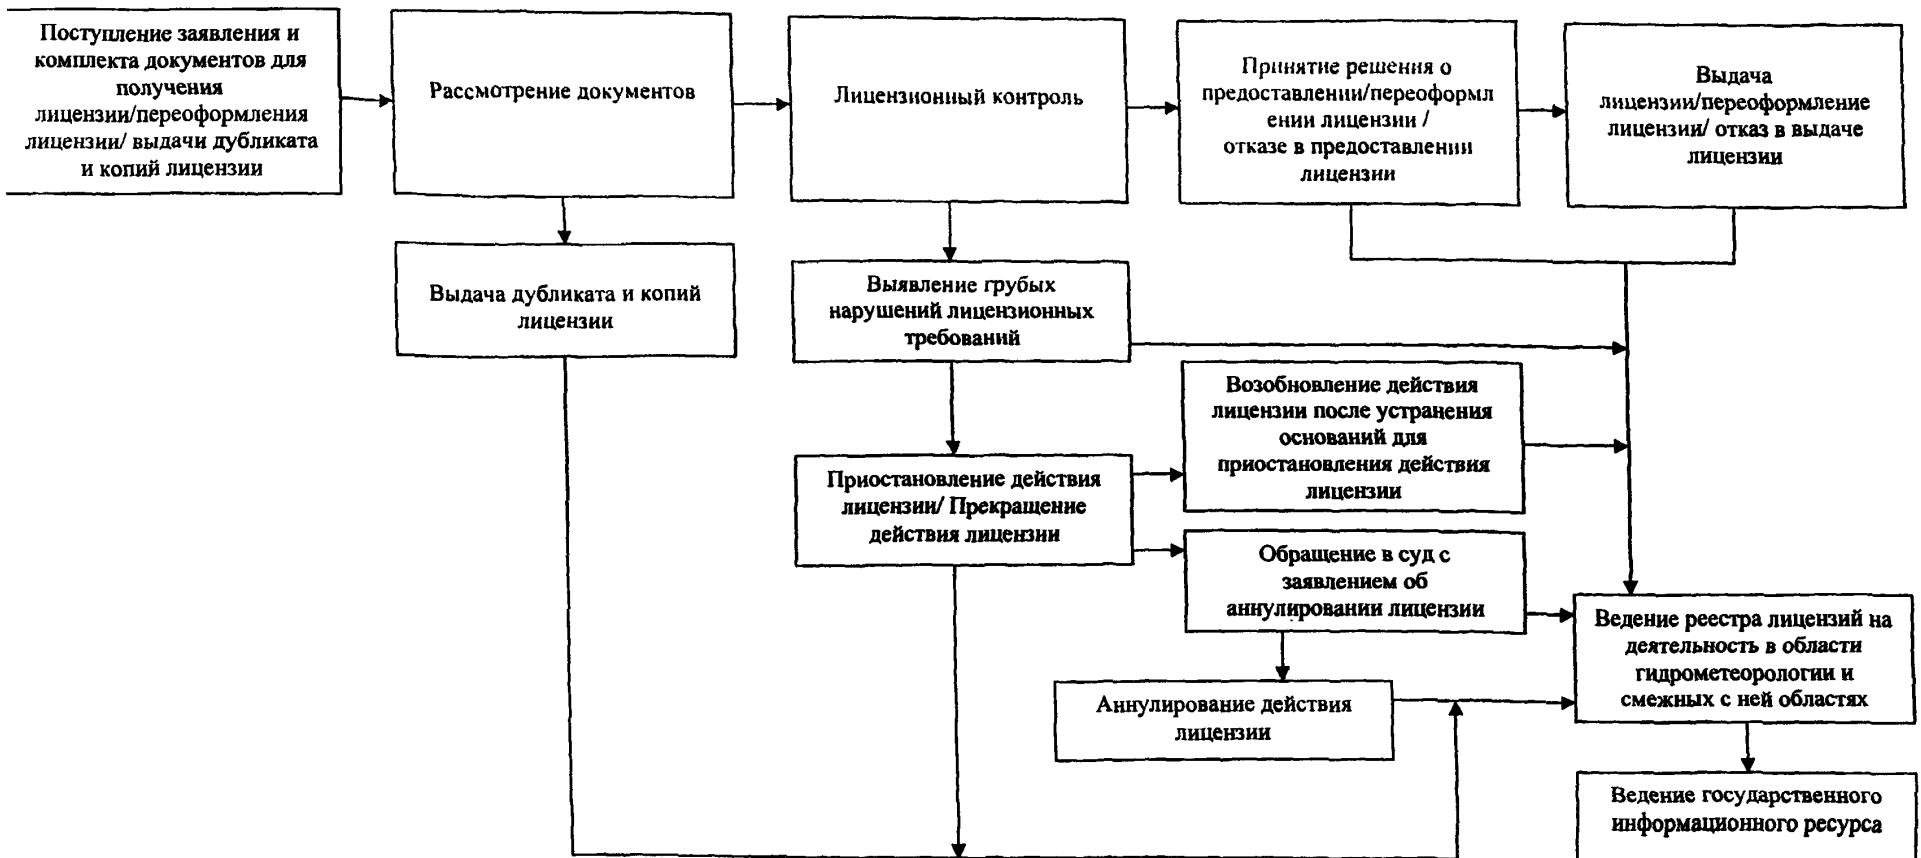 Поступление заявления и
комплекта документов для
получения
лицензии/переоформления
лицензии/ выдачи дубликата
и копий лицензии
Рассмотрение документов
Лицензионный контроль
Принятие решения о
предоставлении/переоформл
ении лицензии /
отказе в предоставлении
лицензии
Выдача
лицензии/переоформление
лицензии/ отказ в выдаче
лицензии
Выдача дубликата и копий
лицензии
Выявление грубых
нарушений лицензионных
требований
Возобновление действия
лицензии после устранения
оснований для
приостановления действия
лицензии
Приостановление действия
лицензии/ Прекращение
действия лицензии
Обращение в суд с
заявлением об
аннулировании лицензии
Ведение реестра лицензий на
деятельность в области
гидрометеорологии и
смежных с ней областях
Аннулирование действия
лицензии
Ведение государственного
информационного ресурса